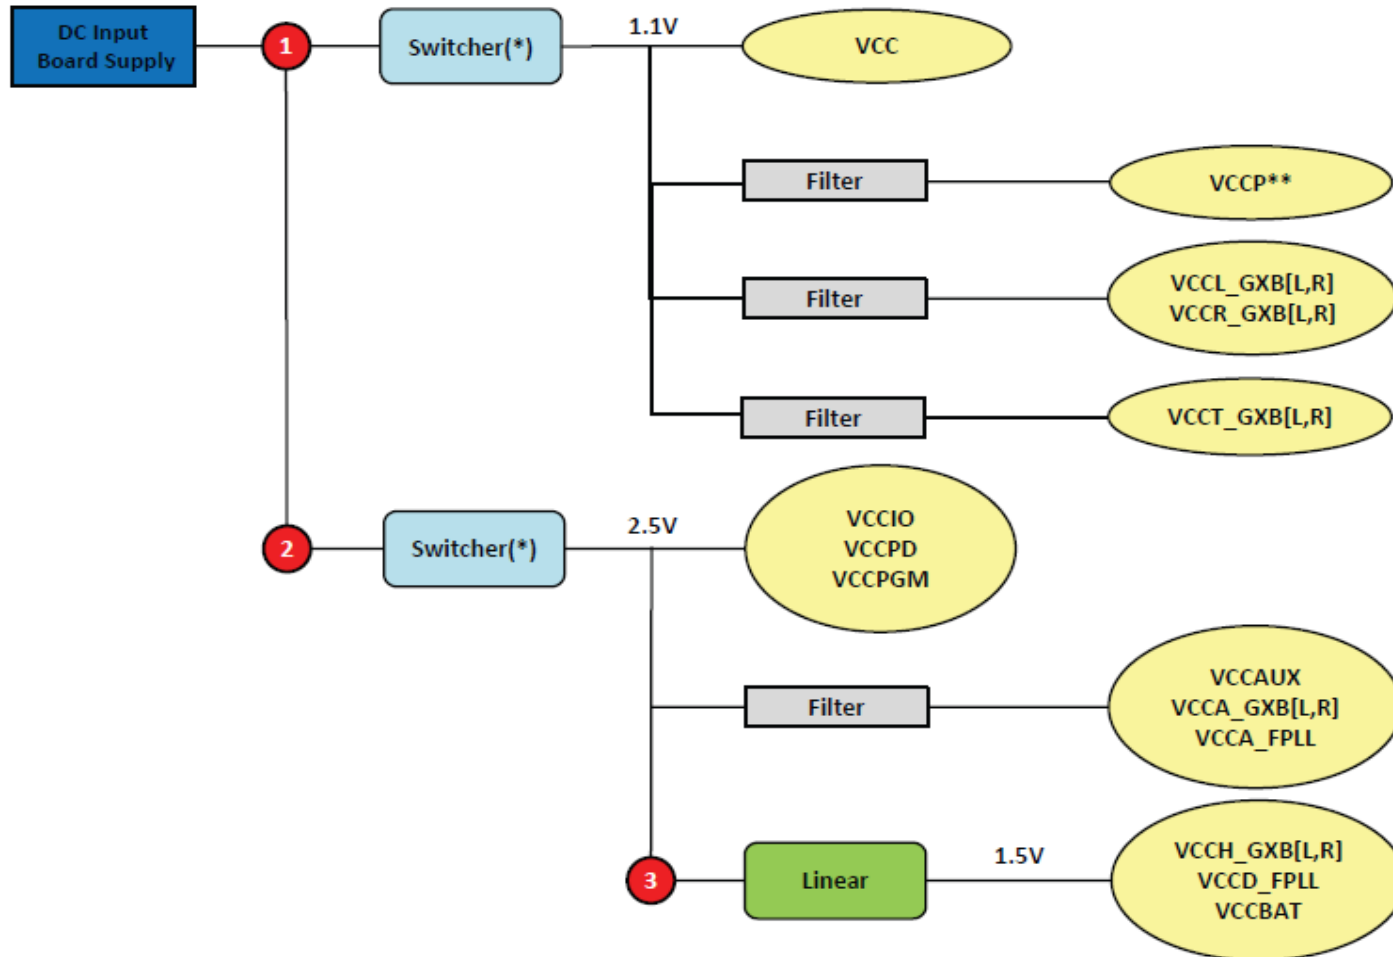 DC Input
Board Supply
1
Switcher(*)
1.1V
VCC
Filter
VCCP**
Filter
VCCL_GXB[L,R]
VCCR_GXB[L,R]
Filter
VCCT_GXB[L,R]
2
Switcher(*)
2.5V
VCCIO
VCCPD
VCCPGM
Filter
VCCAUX
VCCA_GXB[L,R]
VCCA_FPLL
3
Linear
1.5V
VCCH_GXB[L,R]
VCCD_FPLL
VCCBAT